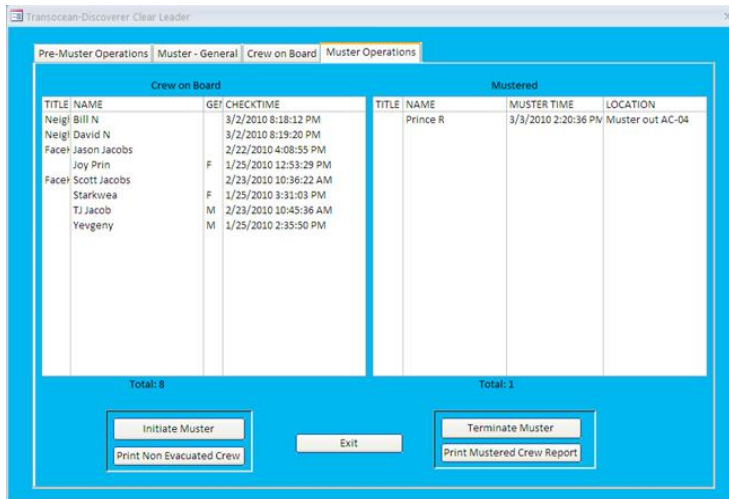 Transocean-Discoverer Clear Leader
Pre-Muster Operations Muster - General Crew on Board Muster Operations
Crew on Board Mustered
TITLE NAME GEI CHECKTIME TITLE NAME MUSTER TIME LOCATION
Neigl Bill N 3/2/2010 8:18:12 PM Prince R 3/3/2010 2:20:36 PM Muster out AC-04
Neigl David N 3/2/2010 8:19:20 PM
Facel Jason Jacobs 2/22/2010 4:08:55 PM
Joy Prin F 1/25/2010 12:53:29 PM
Facel Scott Jacobs 2/23/2010 10:36:22 AM
Starkwea F 1/25/2010 3:31:03 PM
TJ Jacob M 2/23/2010 10:45:36 AM
Yevgeny M 1/25/2010 2:35:50 PM
Total: 8 Total: 1
Initiate Muster Terminate Muster
Exit
Print Non Evacuated Crew Print Mustered Crew Report